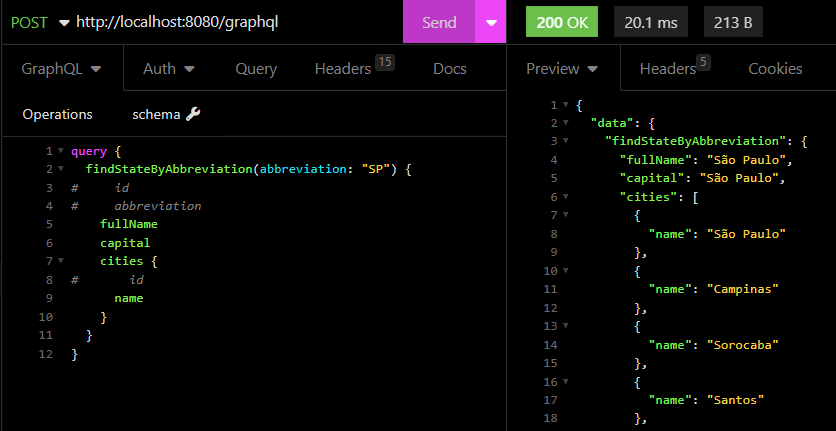 POST http://localhost:8080/graphql Send 200 OK 20.1 ms 213 B
GraphQL Auth Query Headers 15 Docs Preview Headers 5 Cookies
Operations schema
1 query {
2 findStateByAbbreviation(abbreviation: "SP") {
3 # id
4 # abbreviation
5 fullName
6 capital
7 cities {
8 # id
9 name
10 }
11 }
12 }
1 {
2 "data": {
3 "findStateByAbbreviation": {
4 "fullName": "São Paulo",
5 "capital": "São Paulo",
6 "cities": [
7 {
8 "name": "São Paulo"
9 },
10 {
11 "name": "Campinas"
12 },
13 {
14 "name": "Sorocaba"
15 },
16 {
17 "name": "Santos"
18 },